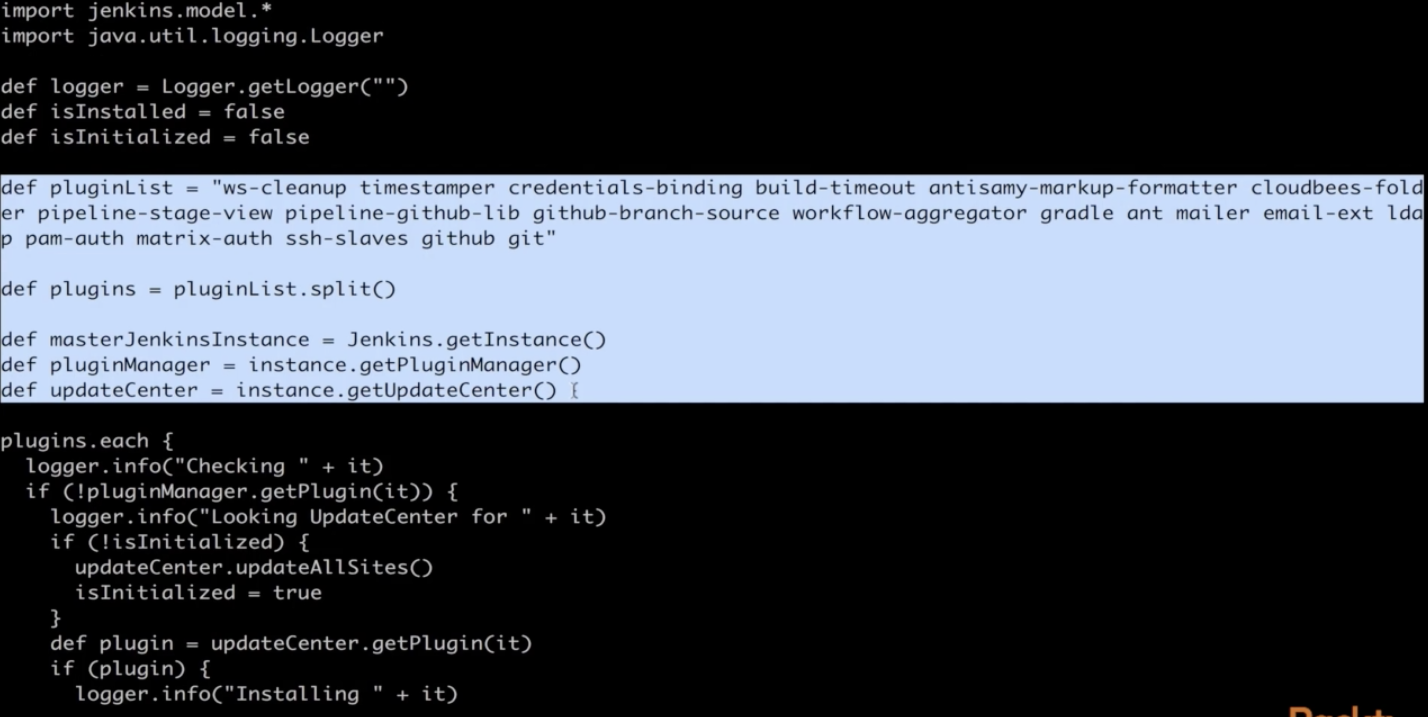 import jenkins.model.*
import java.util.logging.Logger
def logger = Logger.getLogger("")
def isInstalled = false
def isInitialized = false
def pluginList = "ws-cleanup timestamper credentials-binding build-timeout antisamy-markup-formatter cloudbees-fold
er pipeline-stage-view pipeline-github-lib github-branch-source workflow-aggregator gradle ant mailer email-ext lda
p pam-auth matrix-auth ssh-slaves github git"
def plugins = pluginList.split()
def masterJenkinsInstance = Jenkins.getInstance()
def pluginManager = instance.getPluginManager()
def updateCenter = instance.getUpdateCenter()
plugins.each {
  logger.info("Checking " + it)
  if (!pluginManager.getPlugin(it)) {
    logger.info("Looking UpdateCenter for " + it)
    if (!isInitialized) {
      updateCenter.updateAllSites()
      isInitialized = true
    }
    def plugin = updateCenter.getPlugin(it)
    if (plugin) {
      logger.info("Installing " + it)